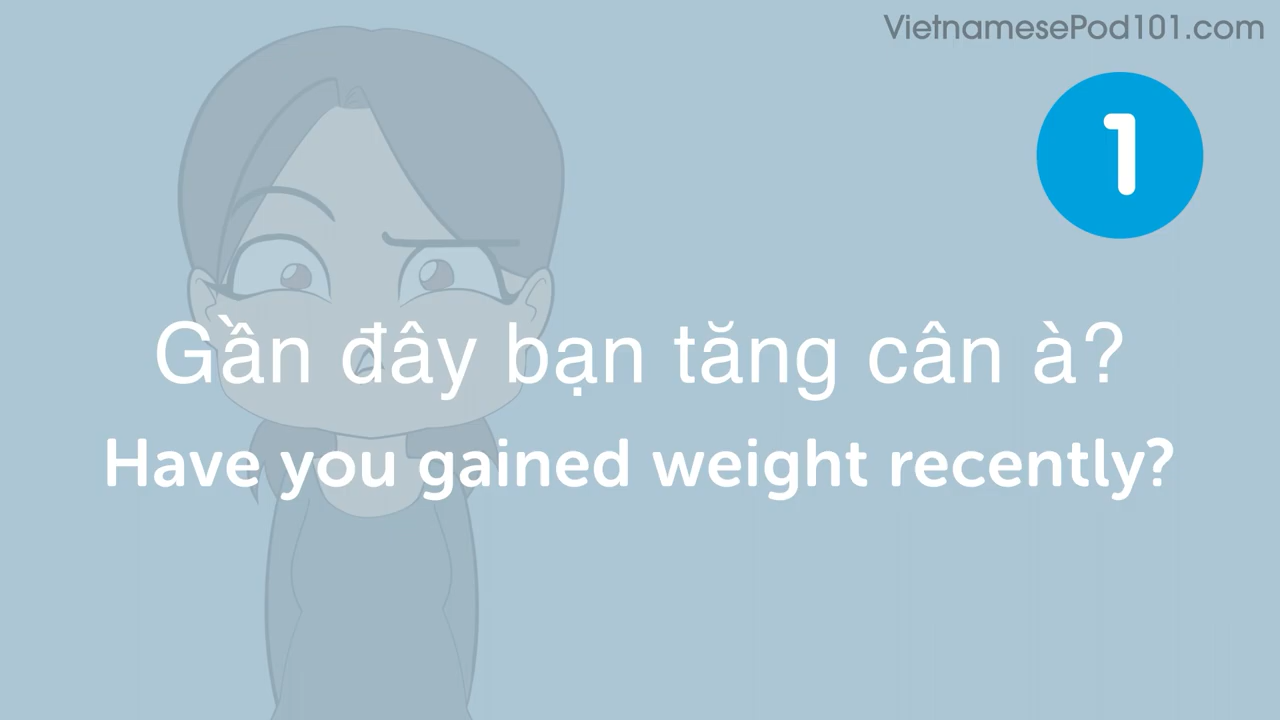 VietnamesePod101.com
1
Gần đây bạn tăng cân à?
Have you gained weight recently?